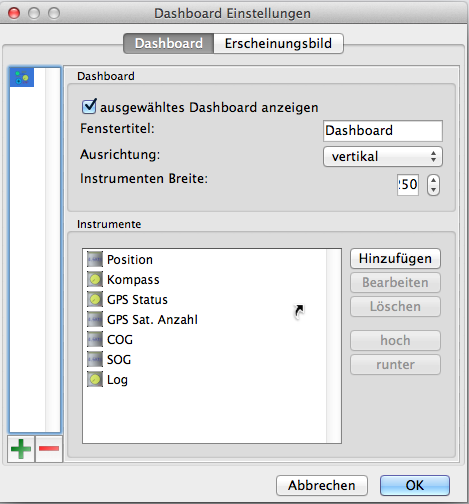 Dashboard Einstellungen
Dashboard Erscheinungsbild
Dashboard
ausgewähltes Dashboard anzeigen
Fenstertitel: Dashboard
Ausrichtung: vertikal
Instrumenten Breite: 50
Instrumente
Position
Kompass
GPS Status
GPS Sat. Anzahl
COG
SOG
Log
Hinzufügen
Bearbeiten
Löschen
hoch
runter
Abbrechen OK